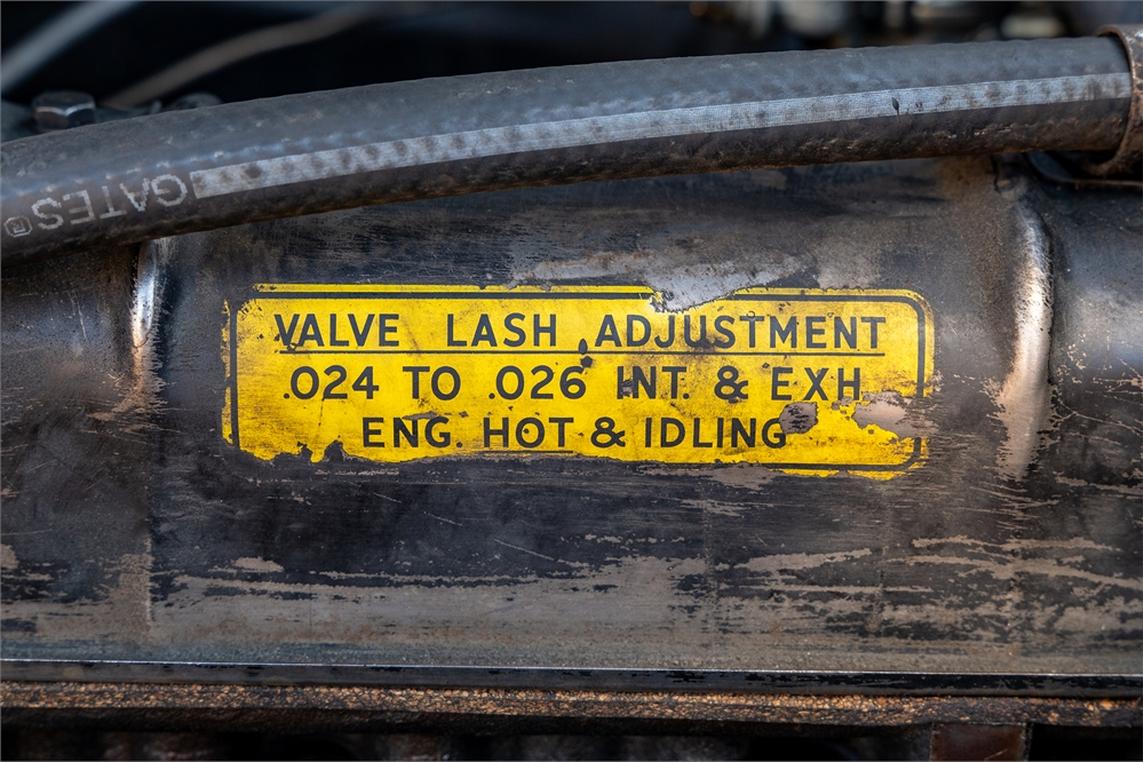 GATES®
VALVE LASH ADJUSTMENT
.024 TO .026 INT. & EXH
ENG. HOT & IDLING